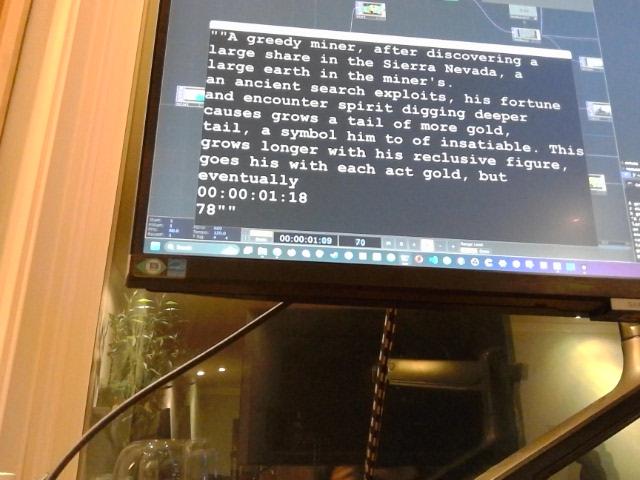 ""A greedy miner, after discovering a
large share in the Sierra Nevada, a
large earth in the miner's.
an ancient search exploits, his fortune
and encounter spirit digging deeper
causes grows a tail of more gold,
tail, a symbol him to of insatiable. This
grows longer with his reclusive figure,
goes his with each act gold, but
eventually
00:00:01:18
78""
00:00:01:09
70
Range Limit
Search